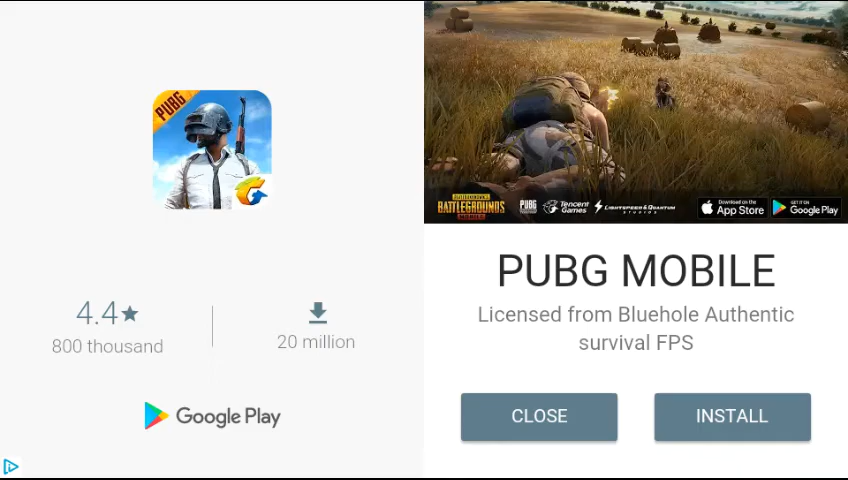 PUBG
4.4★
800 thousand
20 million
Google Play
PLAYERUNKNOWN'S
BATTLEGROUNDS
MOBILE
PUBG
Tencent
Games
LIGHTSPEED & QUANTUM
STUDIOS
Download on the
App Store
GET IT ON
Google Play
PUBG MOBILE
Licensed from Bluehole Authentic
survival FPS
CLOSE
INSTALL